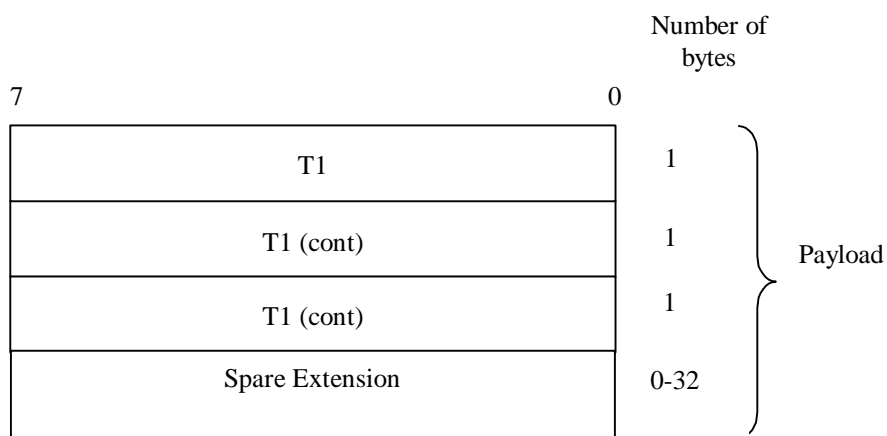 Number of
bytes
7 0
T1 1
T1 (cont) 1
T1 (cont) 1
Payload
Spare Extension 0-32